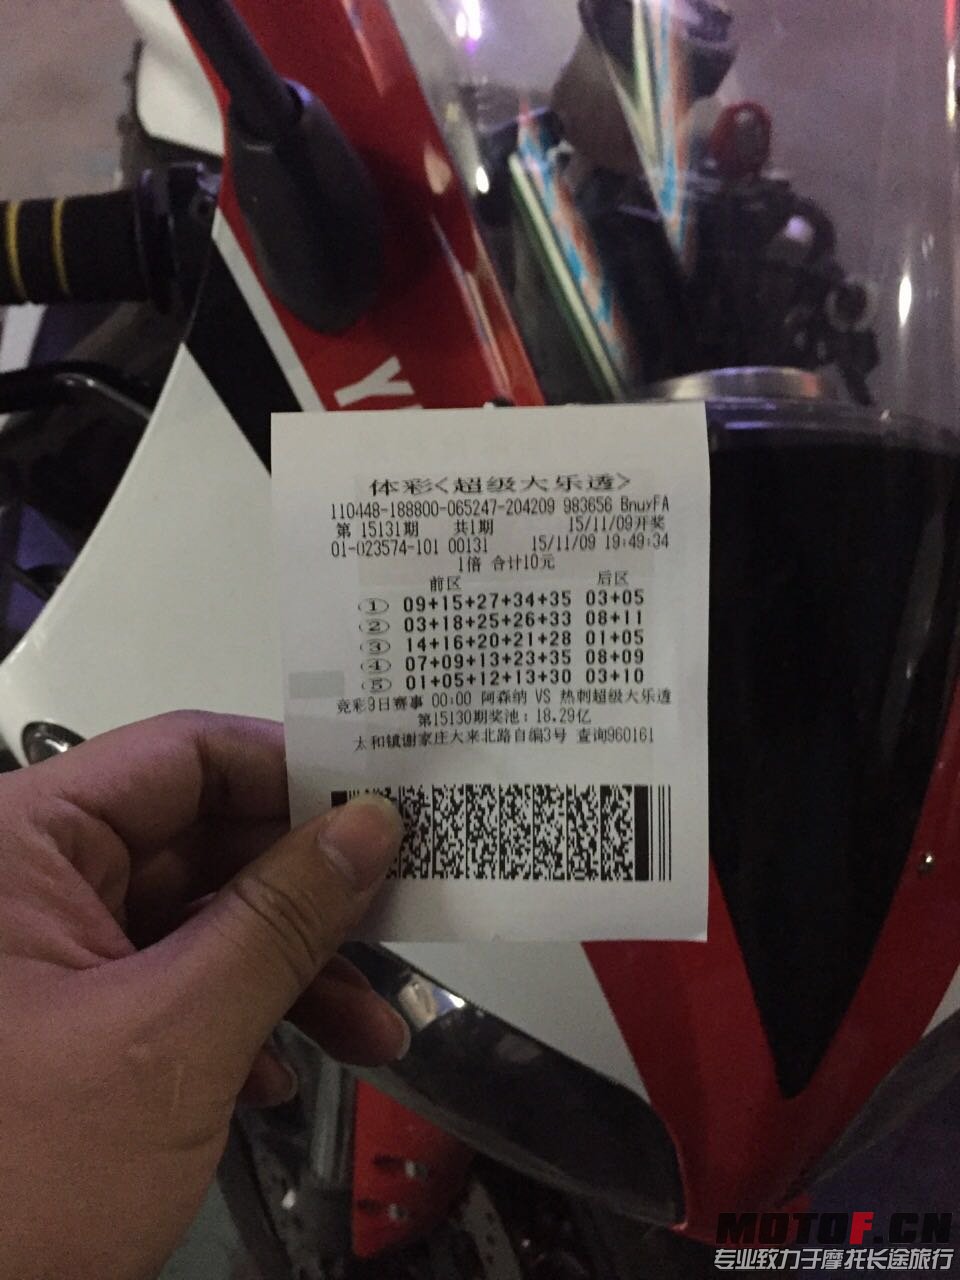 Y
体彩<超级大乐透>
110448-188800-065247-204209 983656 BnuyFA
第 15131期 共1期 15/11/09开奖
01-023574-101 00131 15/11/09 19:49:34
1倍 合计10元
前区 后区
① 09+15+27+34+35 03+05
② 03+18+25+26+33 08+11
③ 14+16+20+21+28 01+05
④ 07+09+13+23+35 08+09
⑤ 01+05+12+13+30 03+10
竞彩9日赛事 00:00 阿森纳 VS 热刺超级大乐透
第15130期奖池：18.29亿
太和镇谢家庄大来北路自编3号 查询960161
MOTOF.CN
专业致力于摩托长途旅行